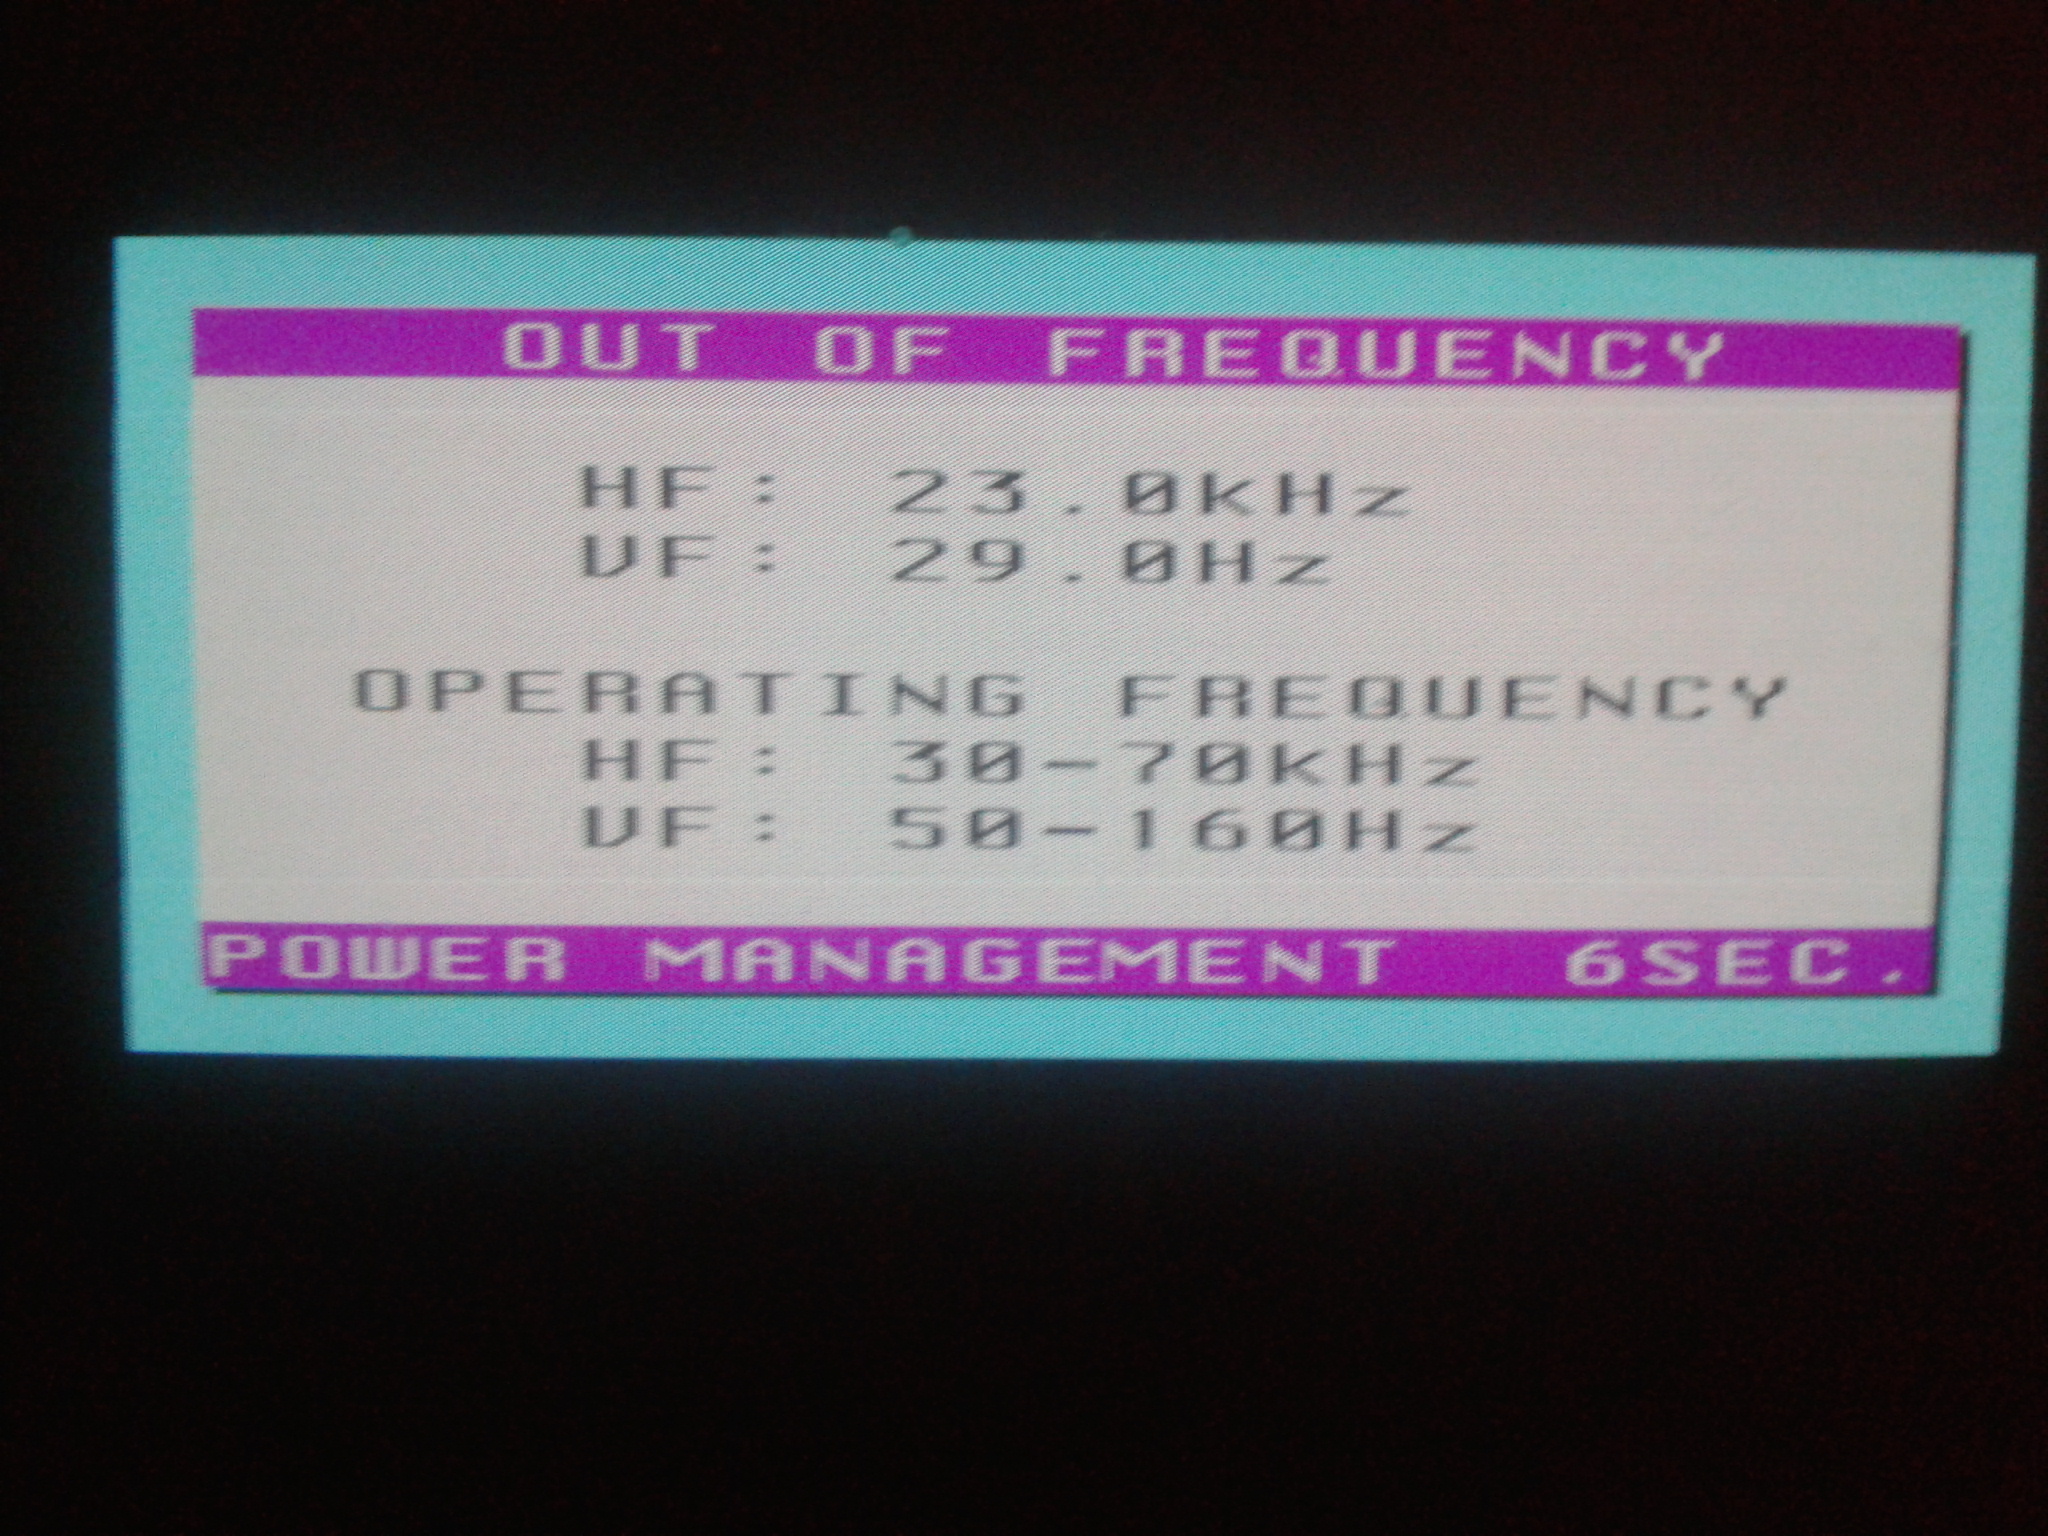 OUT OF FREQUENCY
HF: 23.0kHz
VF: 29.0Hz
OPERATING FREQUENCY
HF: 30-70kHz
VF: 50-160Hz
POWER MANAGEMENT 6SEC.